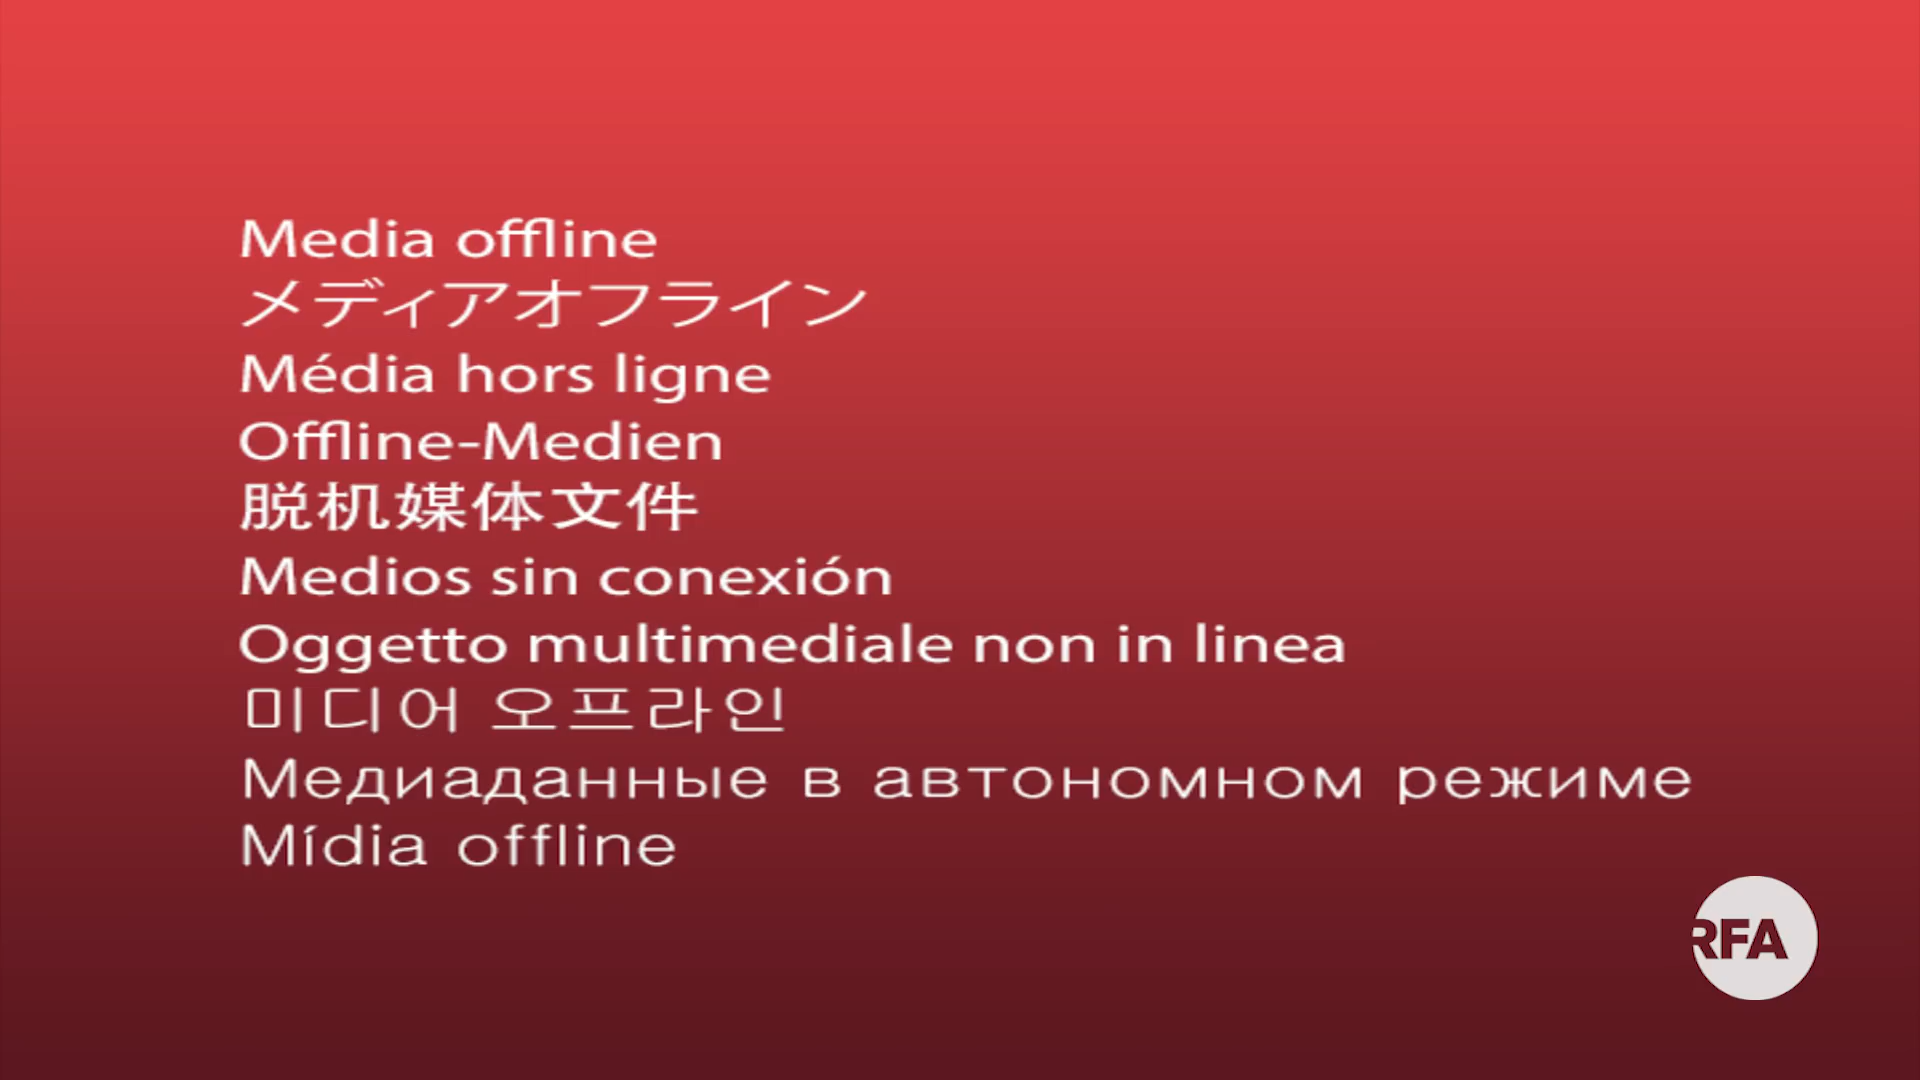 Media offline
メディアオフライン
Média hors ligne
Offline-Medien
脱机媒体文件
Medios sin conexión
Oggetto multimediale non in linea
미디어 오프라인
Медиаданные в автономном режиме
Mídia offline
RFA